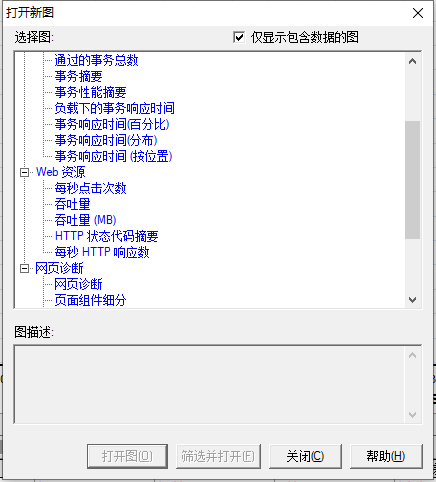 打开新图
选择图: 仅显示包含数据的图
通过的事务总数
事务摘要
事务性能摘要
负载下的事务响应时间
事务响应时间(百分比)
事务响应时间(分布)
事务响应时间 (按位置)
Web 资源
每秒点击次数
吞吐量
吞吐量 (MB)
HTTP 状态代码摘要
每秒 HTTP 响应数
网页诊断
网页诊断
页面组件细分
图描述:
打开图(O) 筛选并打开(F) 关闭(C) 帮助(H)